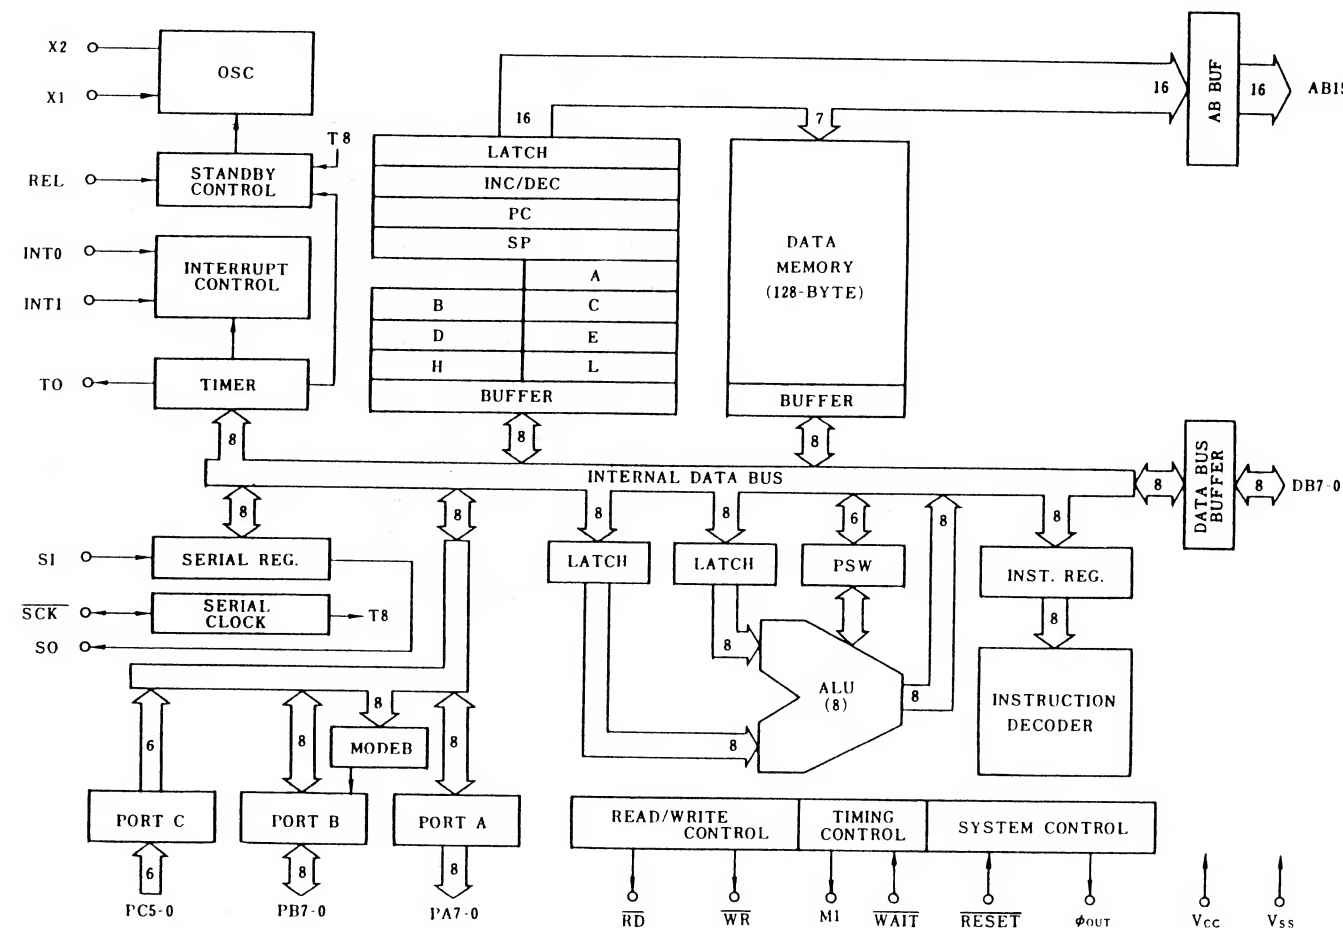 X2
OSC
X1
T8
STANDBY
CONTROL
REL
INT0
INTERRUPT
CONTROL
INT1
TO
TIMER
8
16
LATCH
INC/DEC
PC
SP
A
B
C
D
E
H
L
BUFFER
8
7
DATA
MEMORY
(128-BYTE)
BUFFER
8
16
AB BUF
16
AB15
INTERNAL DATA BUS
8
DATA BUS
BUFFER
8
DB7-0
8
8
8
8
6
8
8
SI
SERIAL REG.
SCK
SERIAL
CLOCK
T8
SO
LATCH
LATCH
PSW
INST. REG.
8
8
8
8
ALU
(8)
INSTRUCTION
DECODER
6
8
8
MODEB
8
PORT C
PORT B
PORT A
6
8
8
PC5-0
PB7-0
PA7-0
READ/WRITE
CONTROL
TIMING
CONTROL
SYSTEM CONTROL
RD
WR
M1
WAIT
RESET
φOUT
VCC
VSS